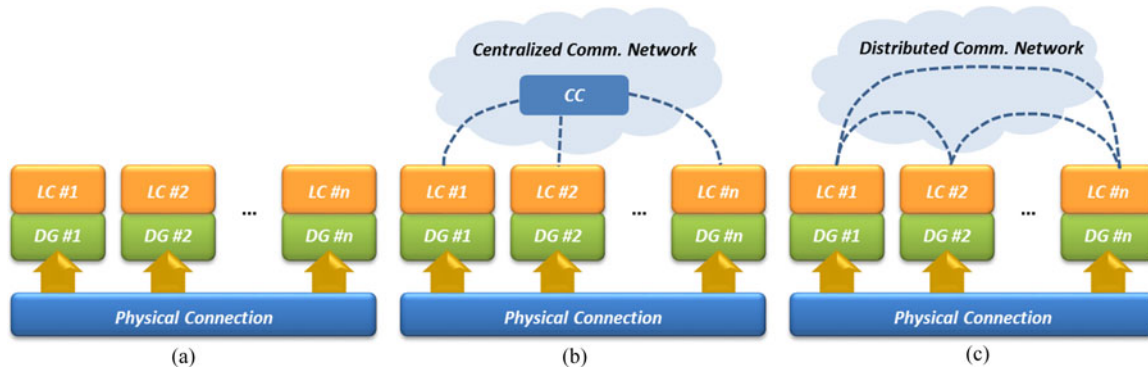 Centralized Comm. Network
CC
Distributed Comm. Network
LC #1 LC #2 LC #n
DG #1 DG #2 ... DG #n
Physical Connection
(a)
LC #1 LC #2 LC #n
DG #1 DG #2 ... DG #n
Physical Connection
(b)
LC #1 LC #2 LC #n
DG #1 DG #2 ... DG #n
Physical Connection
(c)